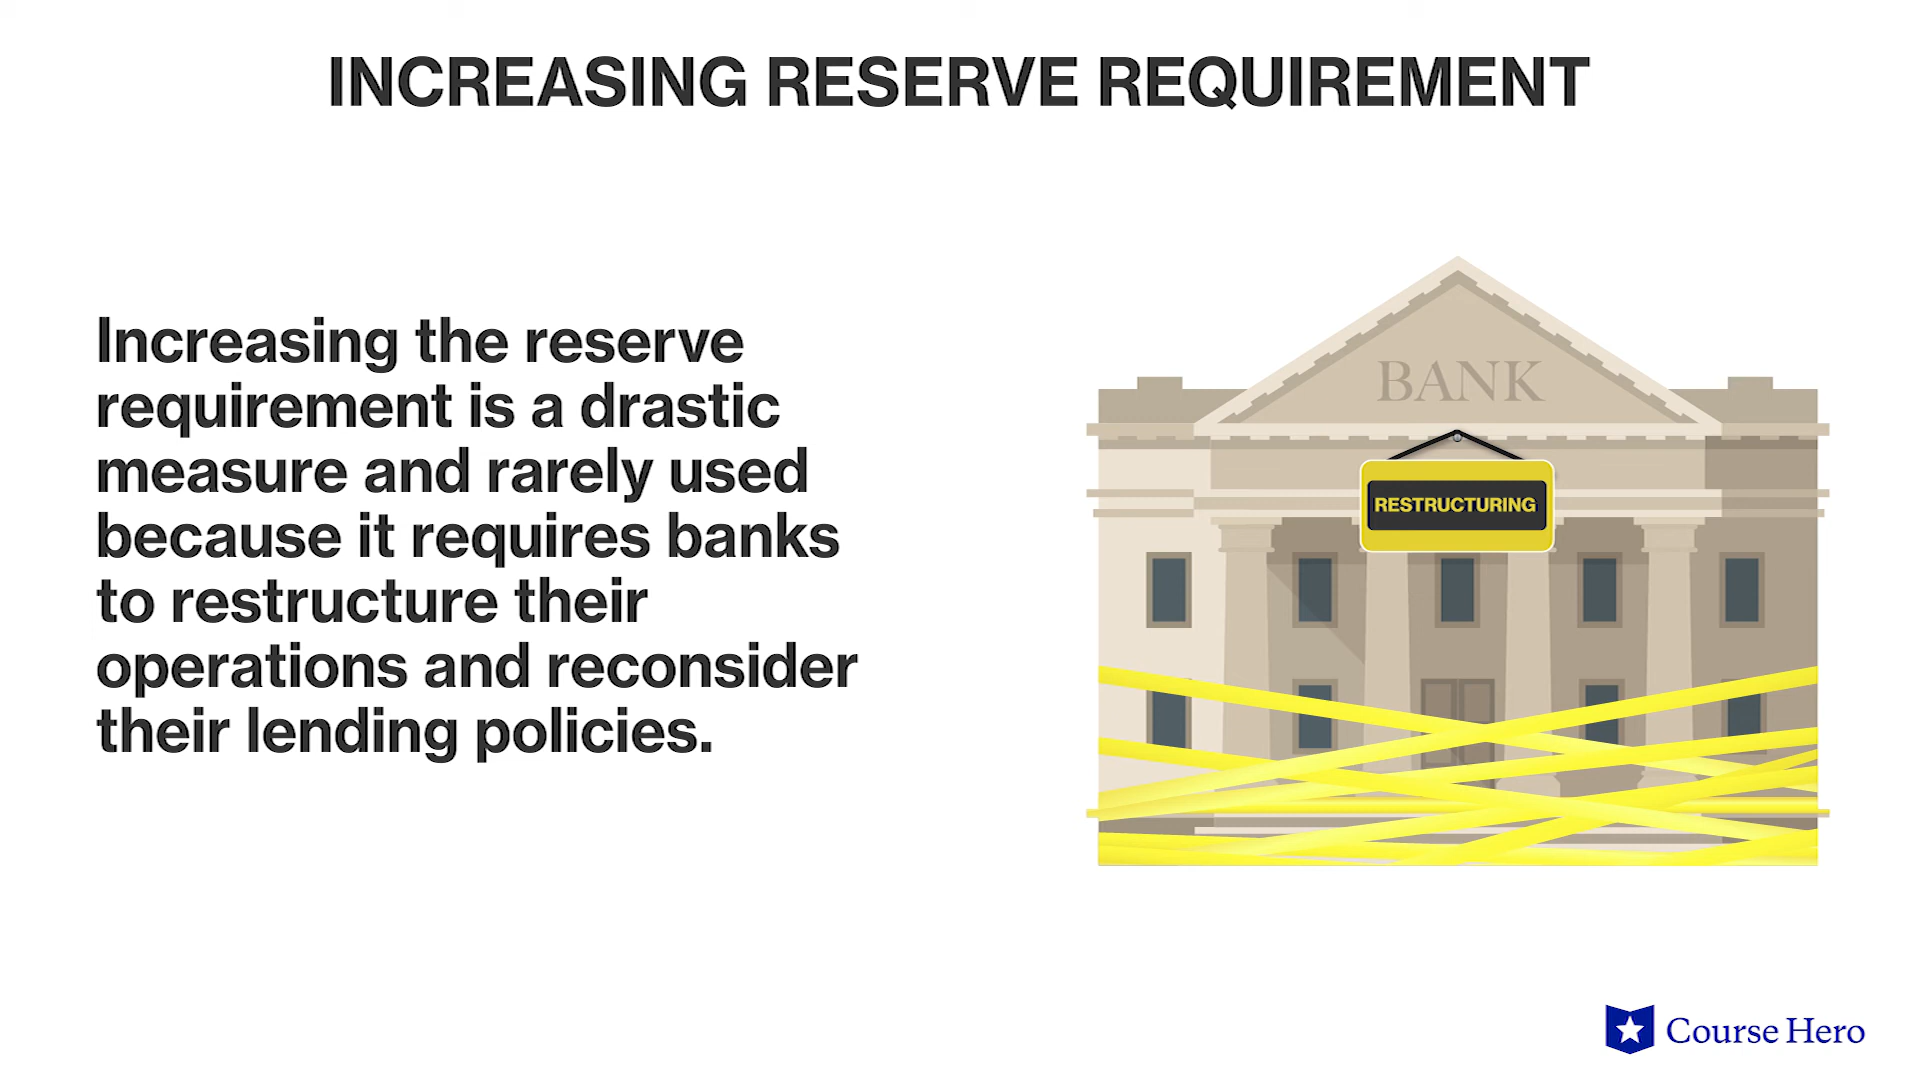 INCREASING RESERVE REQUIREMENT
Increasing the reserve
requirement is a drastic
measure and rarely used
because it requires banks
to restructure their
operations and reconsider
their lending policies.
BANK
RESTRUCTURING
Course Hero